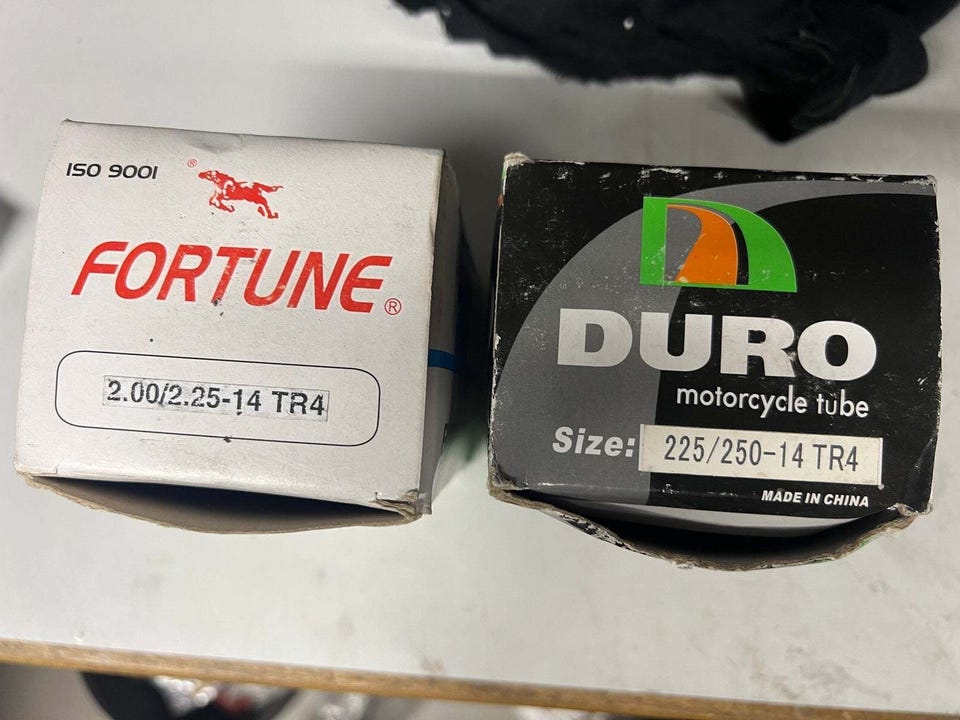 ISO 9001 ®
FORTUNE®
2.00/2.25-14 TR4
DURO
motorcycle tube
Size: 225/250-14 TR4
MADE IN CHINA